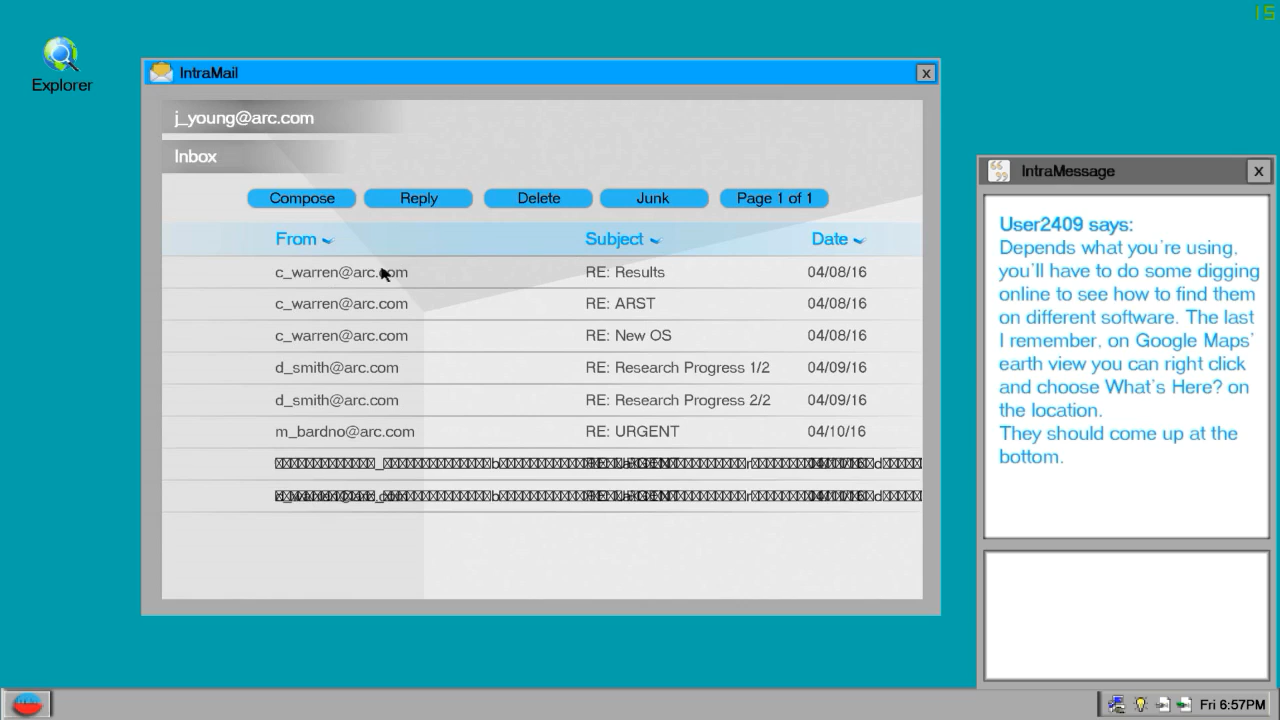 15
Explorer
IntraMail
j_young@arc.com
Inbox
Compose Reply Delete Junk Page 1 of 1
From Subject Date
c_warren@arc.com RE: Results 04/08/16
c_warren@arc.com RE: ARST 04/08/16
c_warren@arc.com RE: New OS 04/08/16
d_smith@arc.com RE: Research Progress 1/2 04/09/16
d_smith@arc.com RE: Research Progress 2/2 04/09/16
m_bardno@arc.com RE: URGENT 04/10/16
IntraMessage
User2409 says:
Depends what you're using,
you'll have to do some digging
online to see how to find them
on different software. The last
I remember, on Google Maps'
earth view you can right click
and choose What's Here? on
the location.
They should come up at the
bottom.
Fri 6:57PM